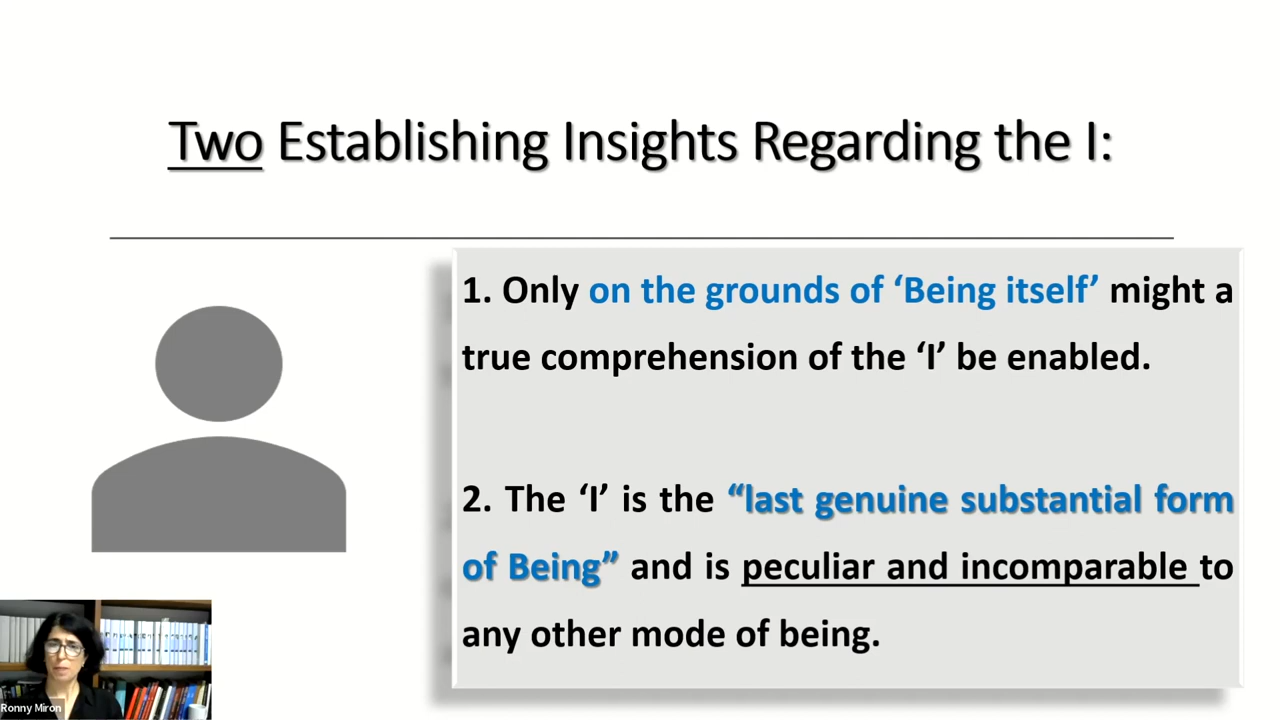 Two Establishing Insights Regarding the I:
1. Only on the grounds of ‘Being itself’ might a
true comprehension of the ‘I’ be enabled.
2. The ‘I’ is the “last genuine substantial form
of Being” and is peculiar and incomparable to
any other mode of being.
Ronny Miron